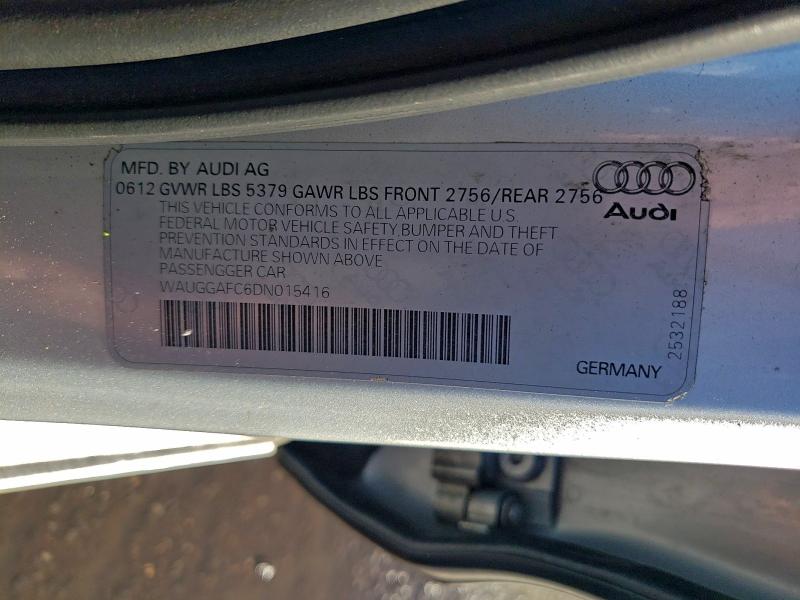 MFD. BY AUDI AG
0612 GVWR LBS 5379 GAWR LBS FRONT 2756/REAR 2756
Audi
THIS VEHICLE CONFORMS TO ALL APPLICABLE U.S.
FEDERAL MOTOR VEHICLE SAFETY BUMPER AND THEFT
PREVENTION STANDARDS IN EFFECT ON THE DATE OF
MANUFACTURE SHOWN ABOVE
PASSENGGER CAR
WAUGGAFC6DN015416
2532188
GERMANY